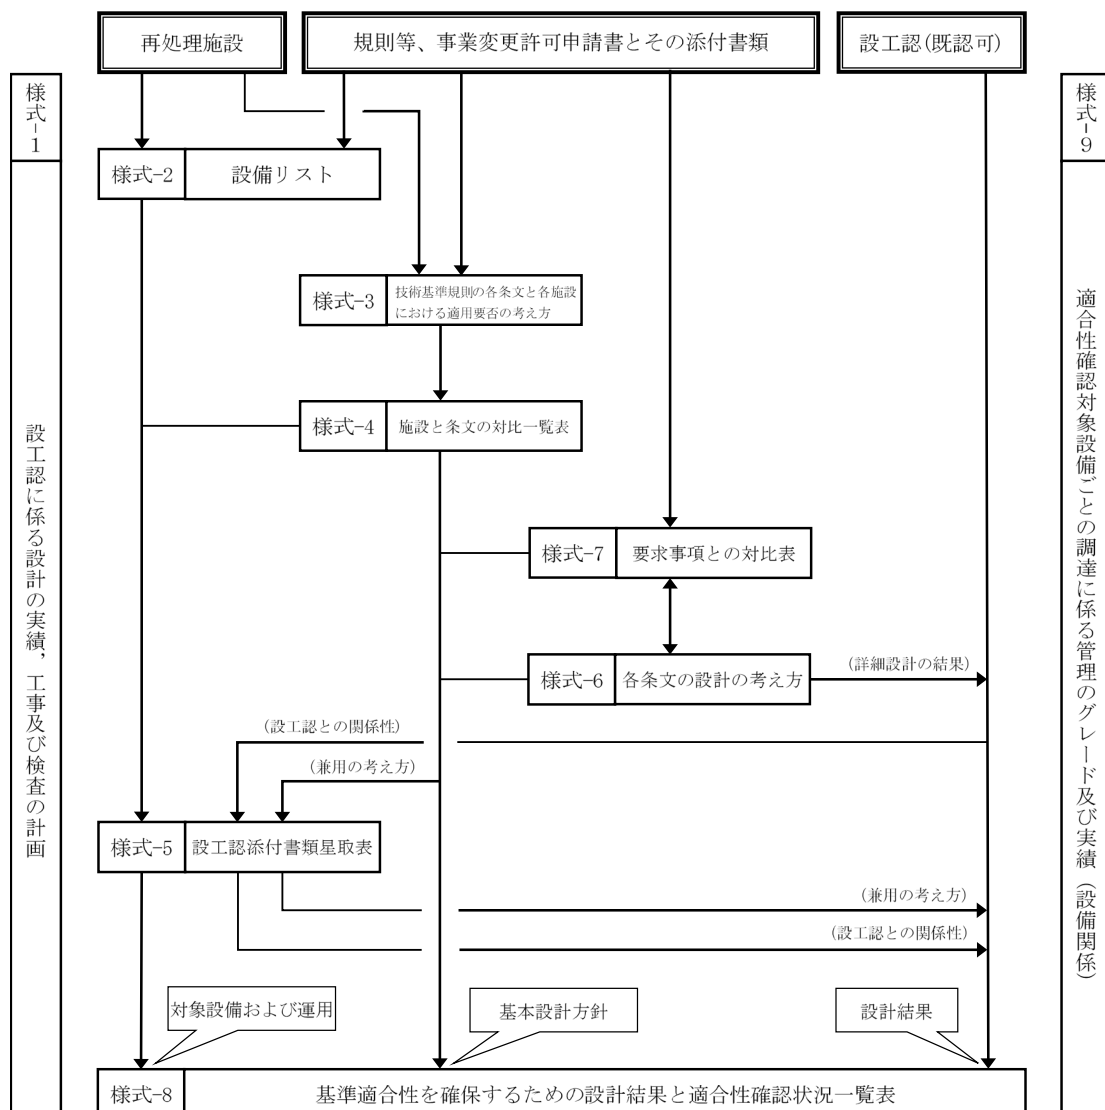 再処理施設
規則等、事業変更許可申請書とその添付書類
設工認(既認可)
様式-1
設工認に係る設計の実績，工事及び検査の計画
様式-9
適合性確認対象設備ごとの調達に係る管理のグレード及び実績（設備関係）
様式-2
設備リスト
様式-3
技術基準規則の各条文と各施設
における適用要否の考え方
様式-4
施設と条文の対比一覧表
様式-7
要求事項との対比表
様式-6
各条文の設計の考え方
(詳細設計の結果)
(設工認との関係性)
(兼用の考え方)
様式-5
設工認添付書類星取表
(兼用の考え方)
(設工認との関係性)
対象設備および運用
基本設計方針
設計結果
様式-8
基準適合性を確保するための設計結果と適合性確認状況一覧表